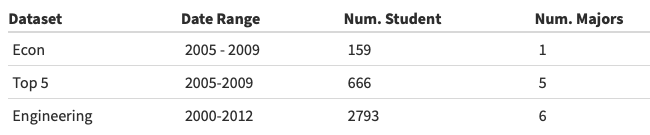 Dataset Date Range Num. Student Num. Majors
Econ 2005 - 2009 159 1
Top 5 2005-2009 666 5
Engineering 2000-2012 2793 6